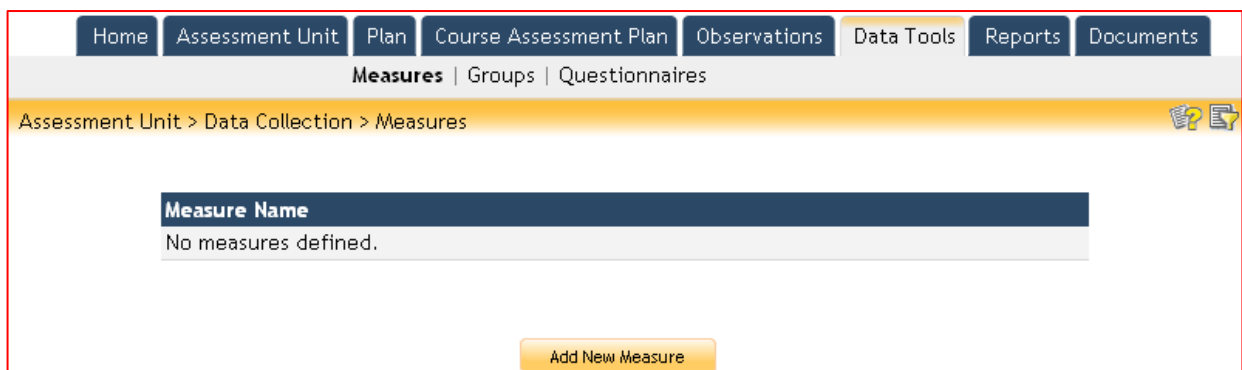 Home Assessment Unit Plan Course Assessment Plan Observations Data Tools Reports Documents
Measures | Groups | Questionnaires
Assessment Unit > Data Collection > Measures
Measure Name
No measures defined.
Add New Measure